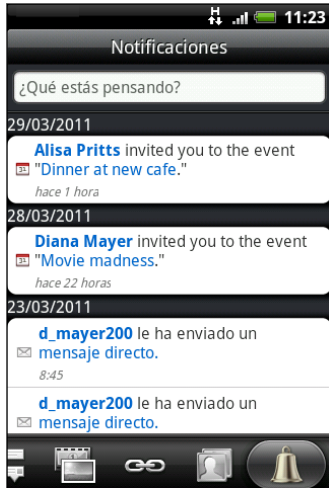 H
11:23
Notificaciones
¿Qué estás pensando?
29/03/2011
Alisa Pritts invited you to the event
31 "Dinner at new cafe."
hace 1 hora
28/03/2011
Diana Mayer invited you to the event
31 "Movie madness."
hace 22 horas
23/03/2011
d_mayer200 le ha enviado un
mensaje directo.
8:45
d_mayer200 le ha enviado un
mensaje directo.